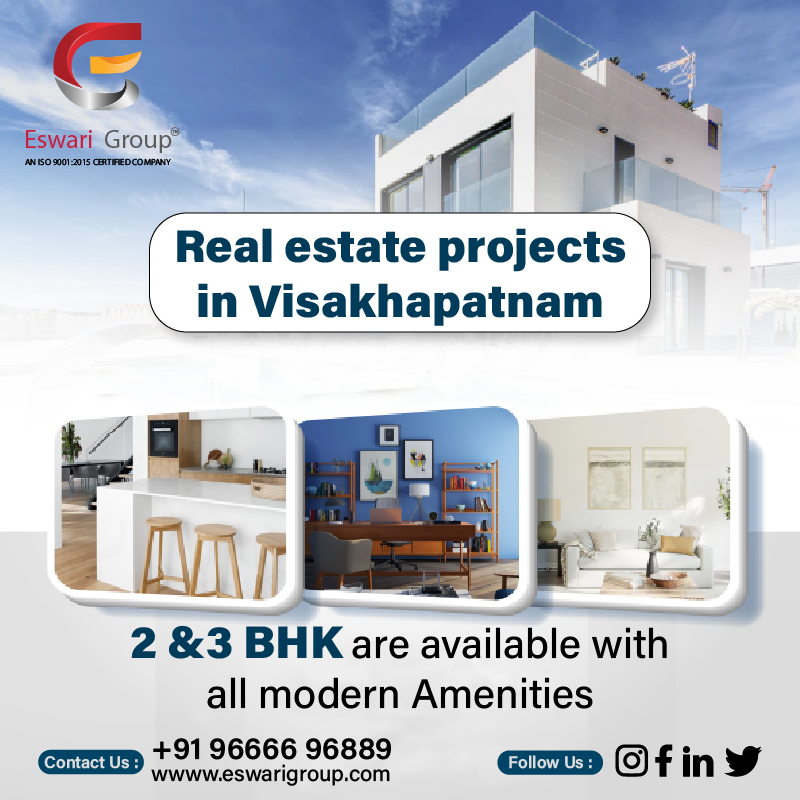 Eswari Group™
AN ISO 9001:2015 CERTIFIED COMPANY
Real estate projects
in Visakhapatnam
2 &3 BHK are available with
all modern Amenities
Contact Us :
+91 96666 96889
www.eswarigroup.com
Follow Us :